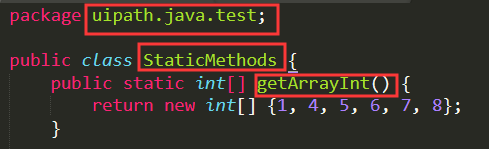 package uipath.java.test;
public class StaticMethods {
public static int[] getArrayInt() {
return new int[] {1, 4, 5, 6, 7, 8};
}